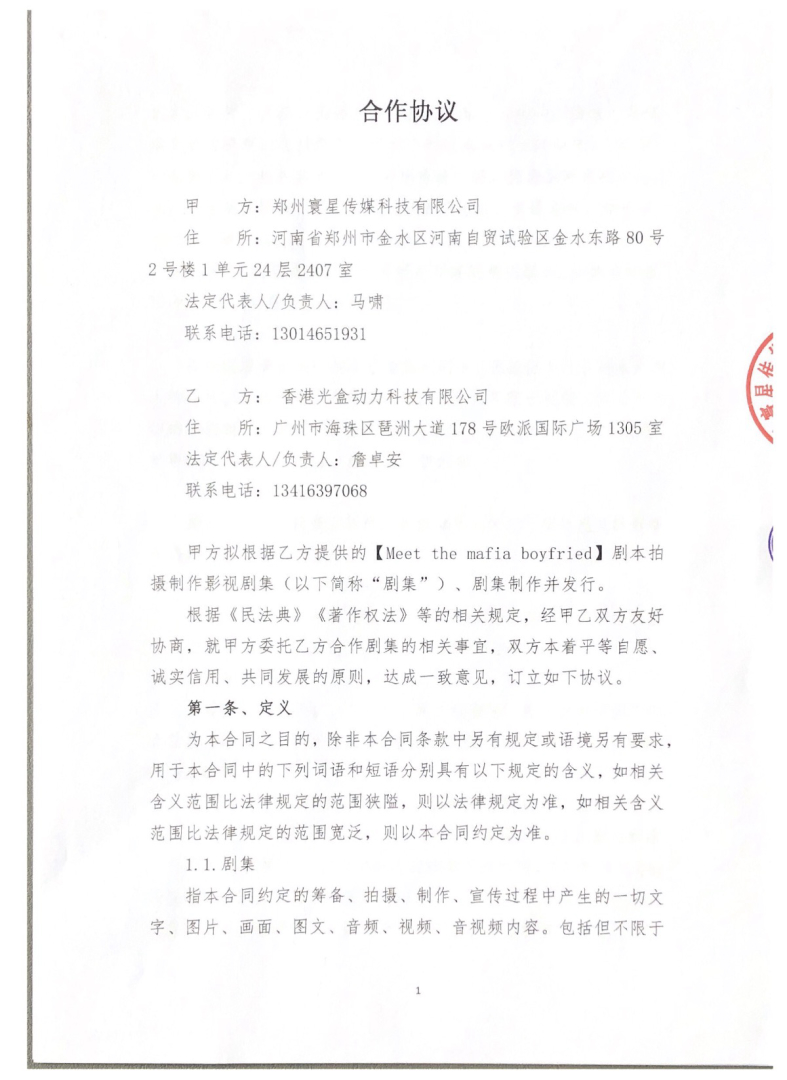 合作协议
甲　　方：郑州寰星传媒科技有限公司
住　　所：河南省郑州市金水区河南自贸试验区金水东路 80 号
2 号楼 1 单元 24 层 2407 室
法定代表人/负责人：马啸
联系电话：13014651931
乙　　方： 香港光盒动力科技有限公司
住　　所：广州市海珠区琶洲大道 178 号欧派国际广场 1305 室
法定代表人/负责人：詹卓安
联系电话：13416397068
甲方拟根据乙方提供的【Meet the mafia boyfried】剧本拍
摄制作影视剧集（以下简称“剧集”）、剧集制作并发行。
根据《民法典》《著作权法》等的相关规定，经甲乙双方友好
协商，就甲方委托乙方合作剧集的相关事宜，双方本着平等自愿、
诚实信用、共同发展的原则，达成一致意见，订立如下协议。
第一条、定义
为本合同之目的，除非本合同条款中另有规定或语境另有要求，
用于本合同中的下列词语和短语分别具有以下规定的含义，如相关
含义范围比法律规定的范围狭隘，则以法律规定为准，如相关含义
范围比法律规定的范围宽泛，则以本合同约定为准。
1.1.剧集
指本合同约定的筹备、拍摄、制作、宣传过程中产生的一切文
字、图片、画面、图文、音频、视频、音视频内容。包括但不限于
1
星传